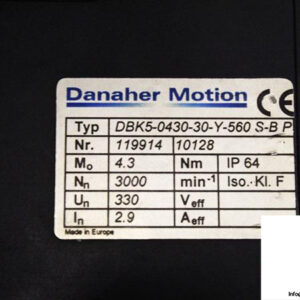 Danaher Motion CE
Typ DBK5-0430-30-Y-560 S-B P
Nr. 119914 10128
Mo 4.3 Nm IP 64
Nn 3000 min⁻¹ Iso.-Kl. F
Un 330 Veff
In 2.9 Aeff
Made in Europe